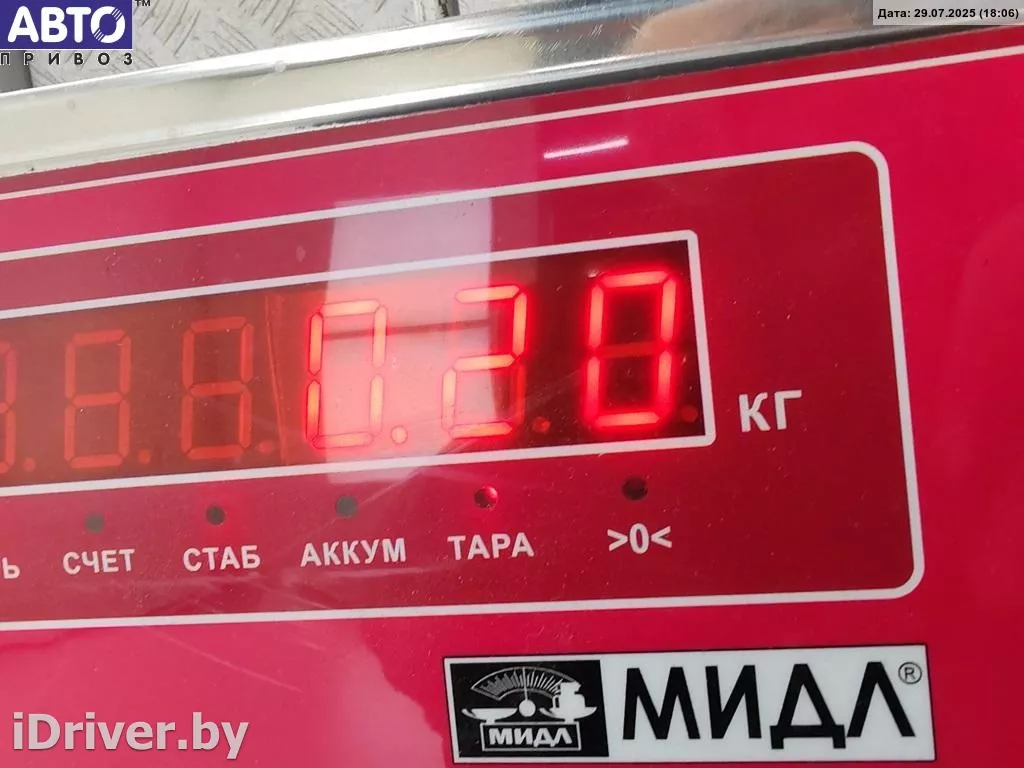 АВТО™
ПРИВОЗ
Дата: 29.07.2025 (18:06)
0.20
КГ
Ь СЧЕТ СТАБ АККУМ ТАРА >0<
МИДЛ МИДЛ®
iDriver.by